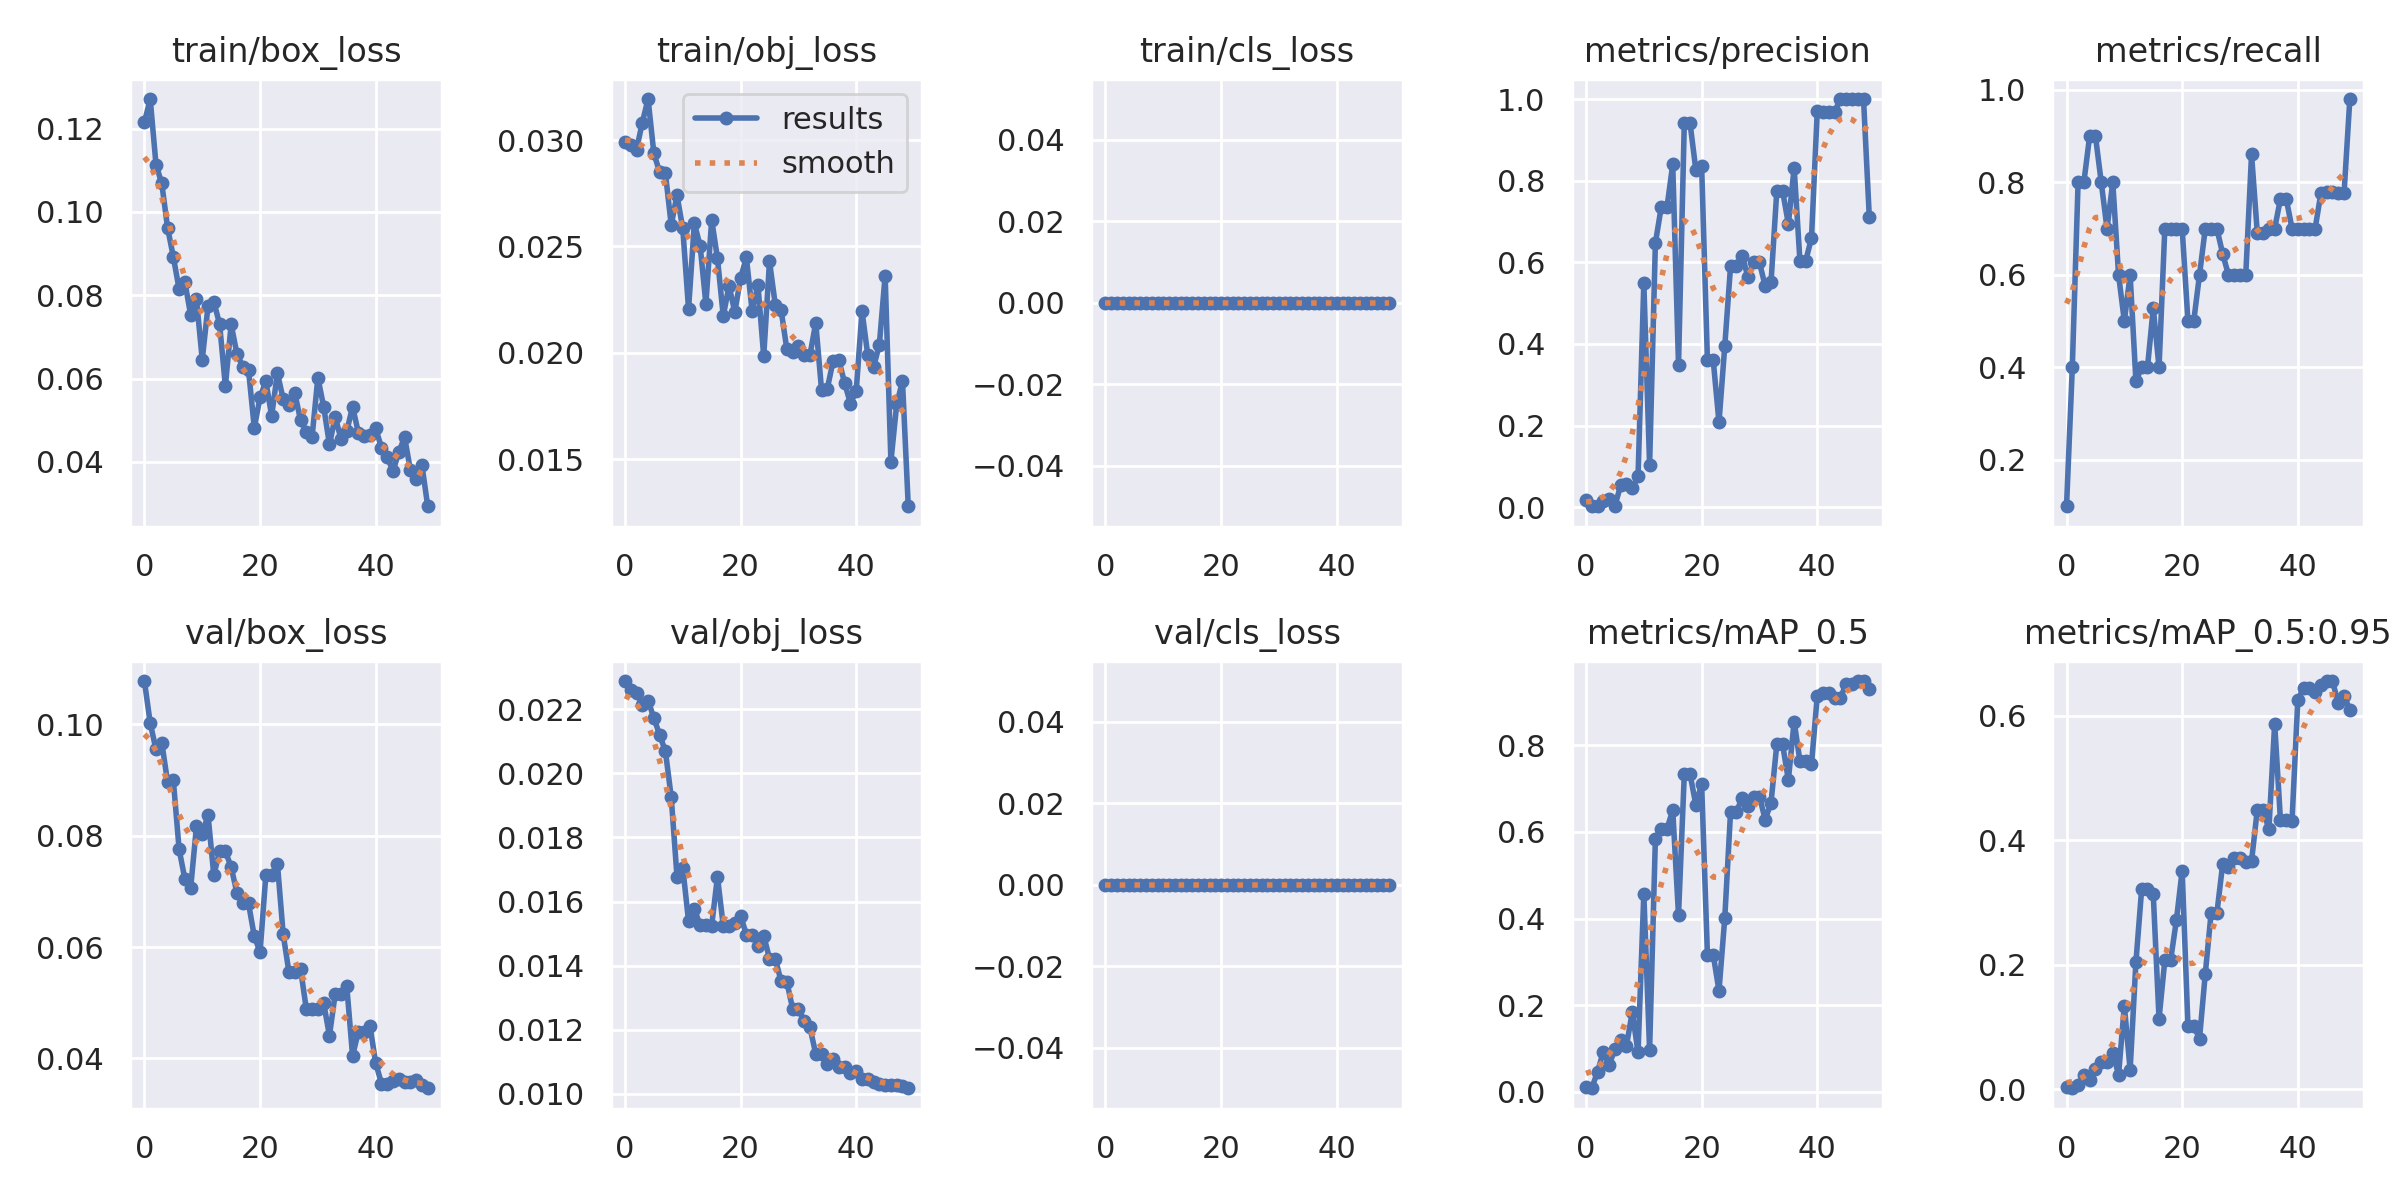 train/box_loss
train/obj_loss
train/cls_loss
metrics/precision
metrics/recall
0.12
0.10
0.08
0.06
0.04
0 20 40
0.030
0.025
0.020
0.015
results
smooth
0 20 40
0.04
0.02
0.00
−0.02
−0.04
0 20 40
1.0
0.8
0.6
0.4
0.2
0.0
0 20 40
1.0
0.8
0.6
0.4
0.2
0 20 40
val/box_loss
val/obj_loss
val/cls_loss
metrics/mAP_0.5
metrics/mAP_0.5:0.95
0.10
0.08
0.06
0.04
0 20 40
0.022
0.020
0.018
0.016
0.014
0.012
0.010
0 20 40
0.04
0.02
0.00
−0.02
−0.04
0 20 40
0.8
0.6
0.4
0.2
0.0
0 20 40
0.6
0.4
0.2
0.0
0 20 40